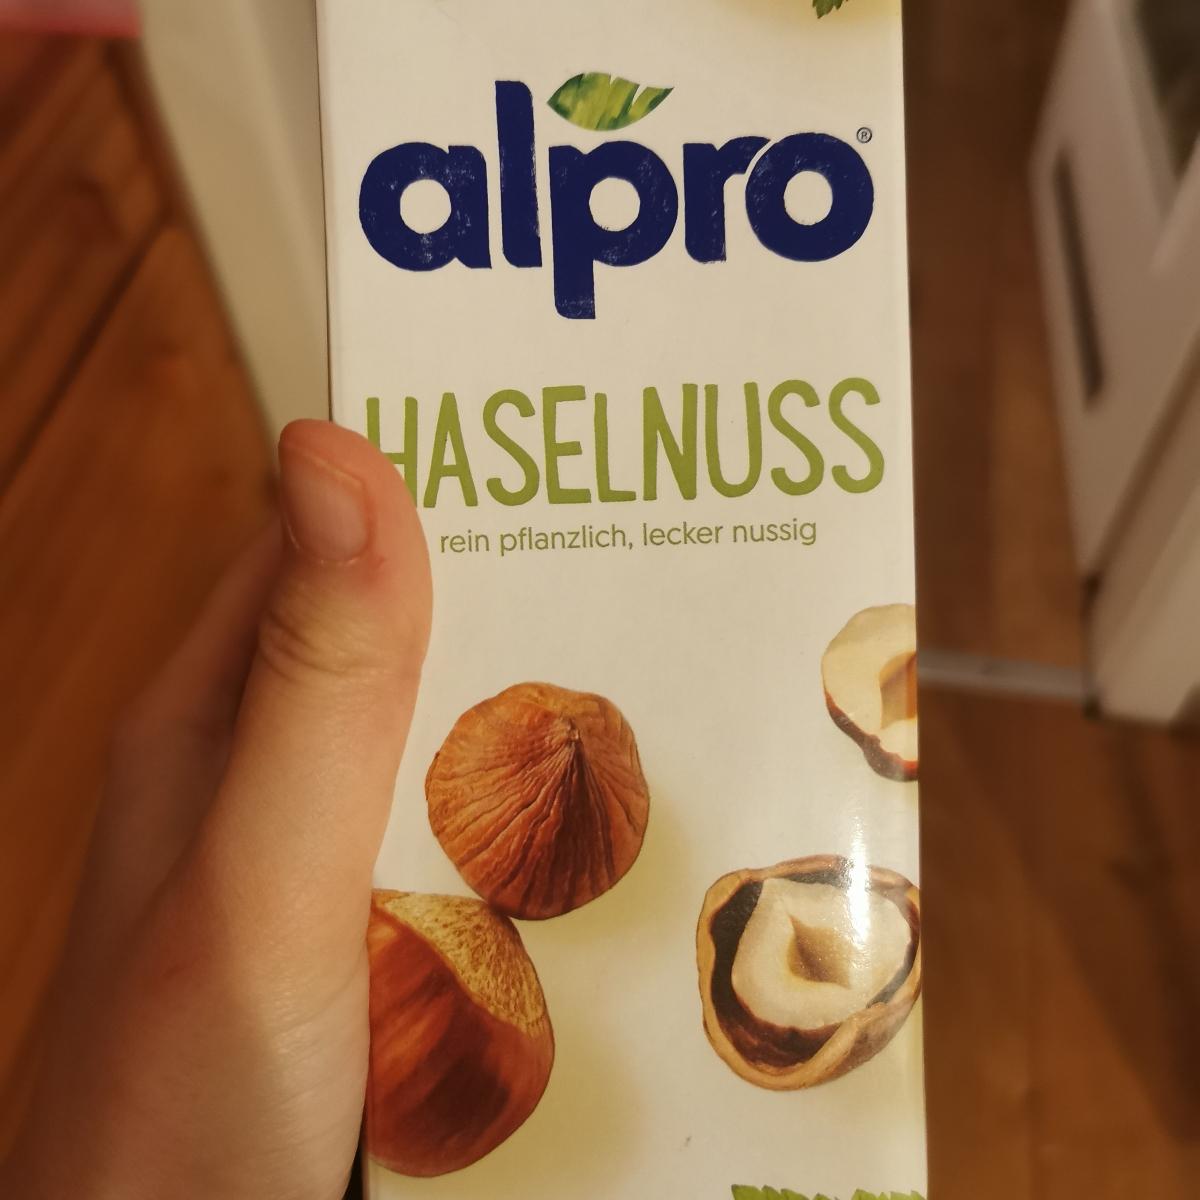 alpro®
HASELNUSS
rein pflanzlich, lecker nussig